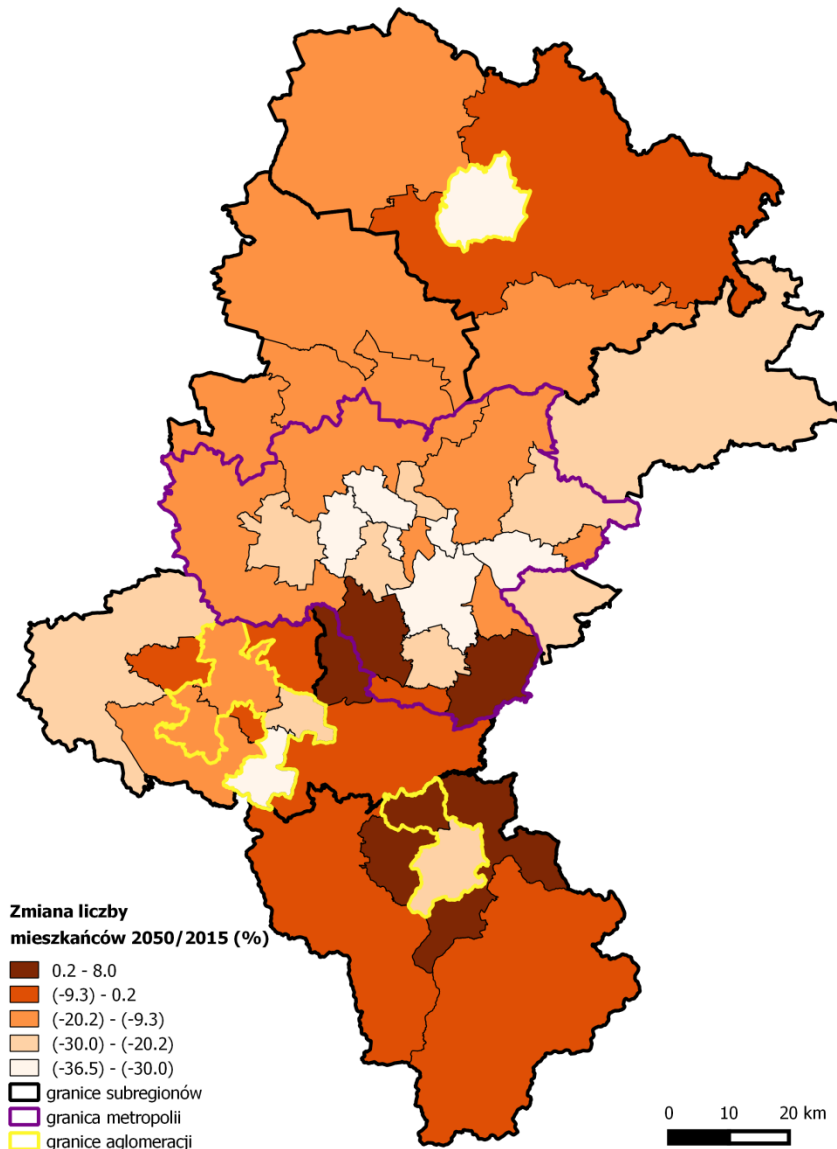 Zmiana liczby
mieszkańców 2050/2015 (%)
0.2 - 8.0
(-9.3) - 0.2
(-20.2) - (-9.3)
(-30.0) - (-20.2)
(-36.5) - (-30.0)
granice subregionów
granica metropolii
granice aglomeracji
0 10 20 km